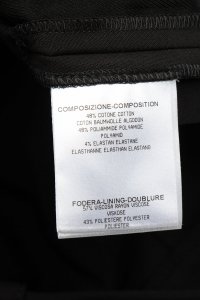 COMPOSIZIONE-COMPOSITION
48% COTONE COTTON
COTON BAUMWOLLE ALGODON
48% POLIAMMIDE POLYAMIDE
POLYAMID
4% ELASTAN ELASTANE
ELASTHANNE ELASTHAN ELASTANG
FODERA-LINING-DOUBLURE
57% VISCOSA RAYON VISCOSE
VISKOSE
43% POLIESTERE POLYESTER
POLYESTER